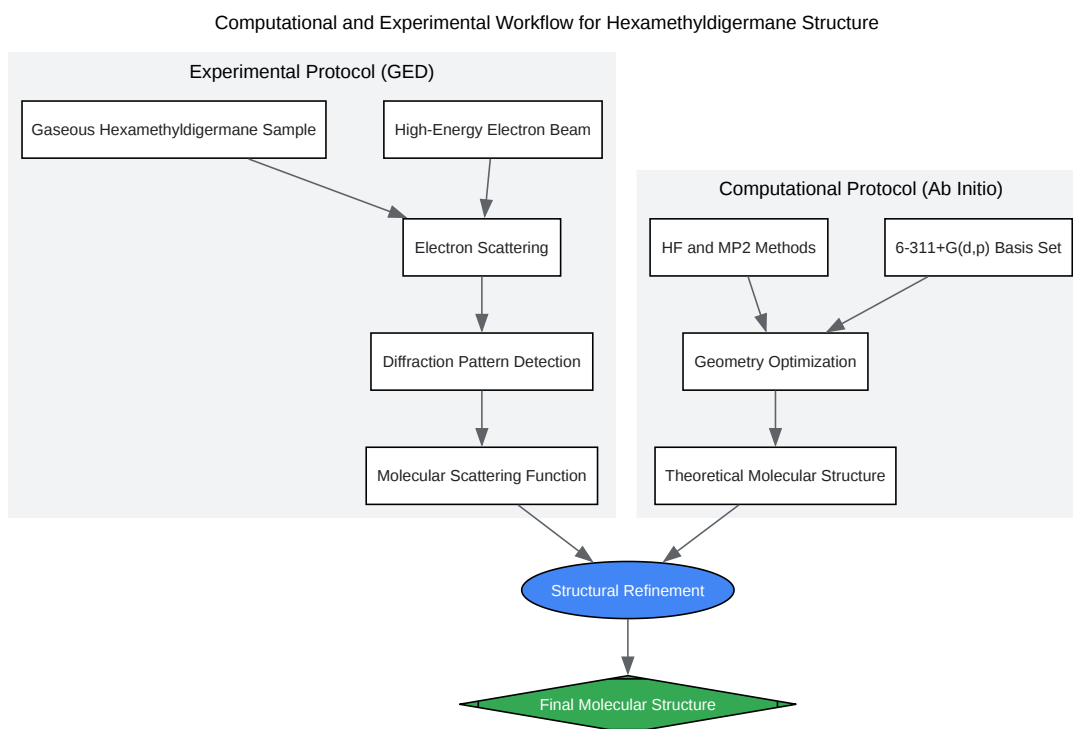 Computational and Experimental Workflow for Hexamethyldigermane Structure
Experimental Protocol (GED)
Gaseous Hexamethyldigermane Sample
High-Energy Electron Beam
Electron Scattering
Diffraction Pattern Detection
Molecular Scattering Function
Computational Protocol (Ab Initio)
HF and MP2 Methods
6-311+G(d,p) Basis Set
Geometry Optimization
Theoretical Molecular Structure
Structural Refinement
Final Molecular Structure